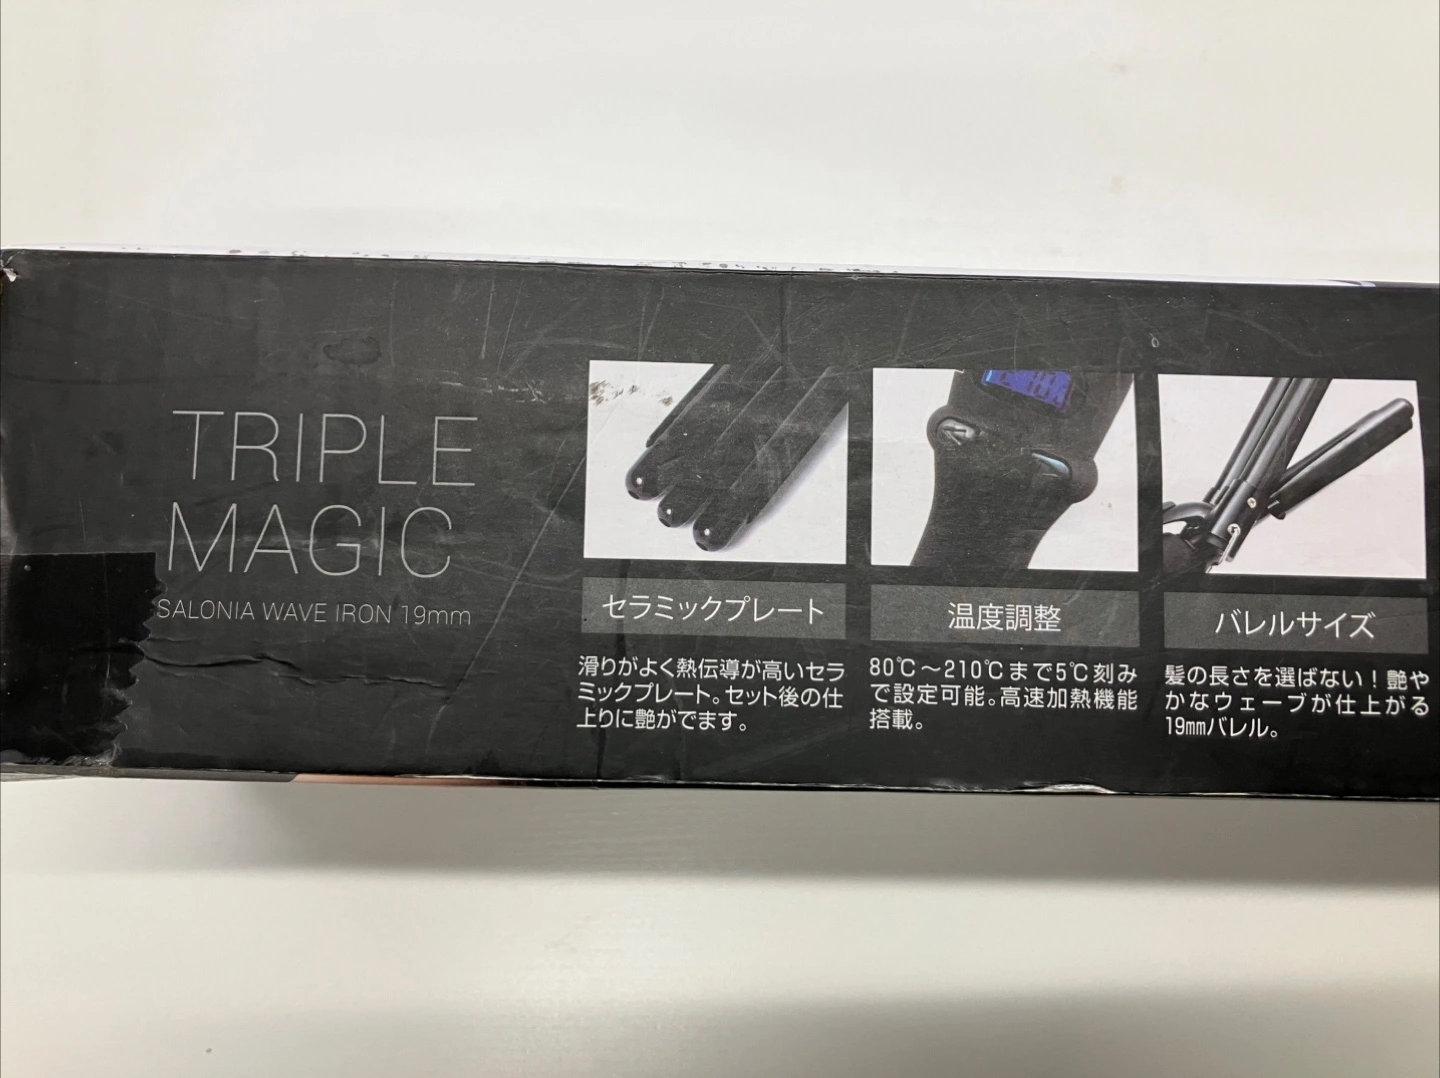 TRIPLE
MAGIC
SALONIA WAVE IRON 19mm
セラミックプレート
滑りがよく熱伝導が高いセラ
ミックプレート。セット後の仕
上りに艶がでます。
温度調整
80℃～210℃まで5℃刻み
で設定可能。高速加熱機能
搭載。
バレルサイズ
髪の長さを選ばない！艶や
かなウェーブが仕上がる
19mmバレル。